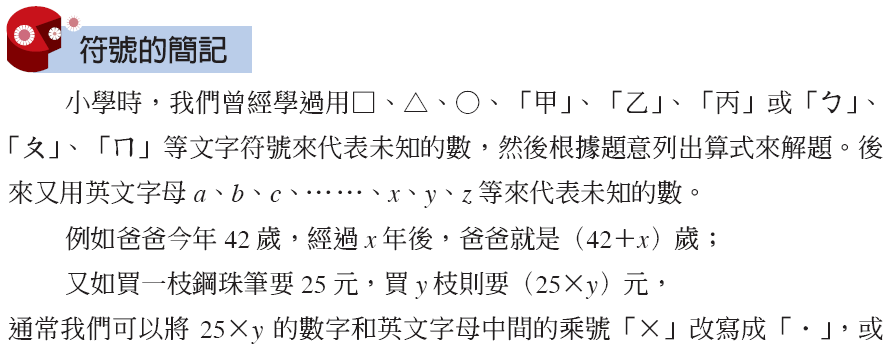 符號的簡記
小學時，我們曾經學過用□、△、○、「甲」、「乙」、「丙」或「ㄅ」、
「ㄆ」、「ㄇ」等文字符號來代表未知的數，然後根據題意列出算式來解題。後
來又用英文字母 a、b、c、……、x、y、z 等來代表未知的數。
例如爸爸今年 42 歲，經過 x 年後，爸爸就是（42＋x）歲；
又如買一枝鋼珠筆要 25 元，買 y 枝則要（25×y）元，
通常我們可以將 25×y 的數字和英文字母中間的乘號「×」改寫成「．」，或